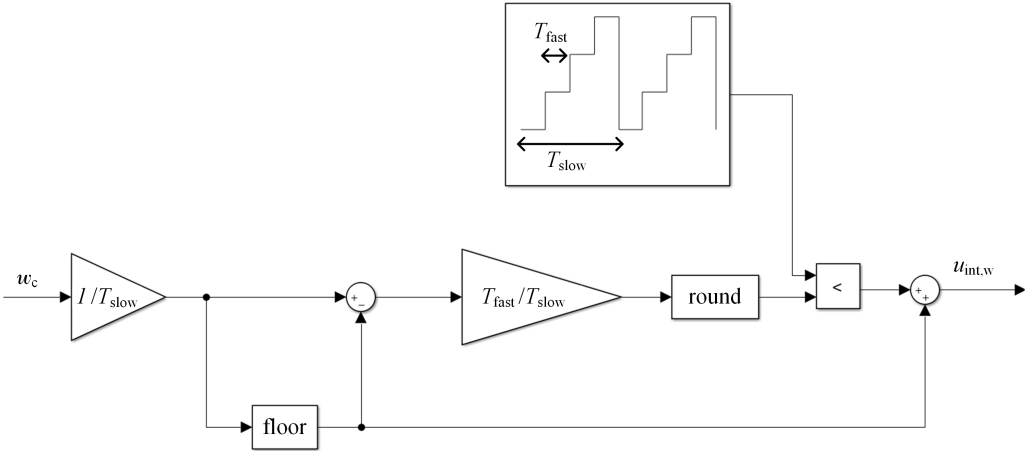 T_fast
T_slow
w_c
1/T_slow
+
−
T_fast/T_slow
round
<
+
+
u_int,w
floor